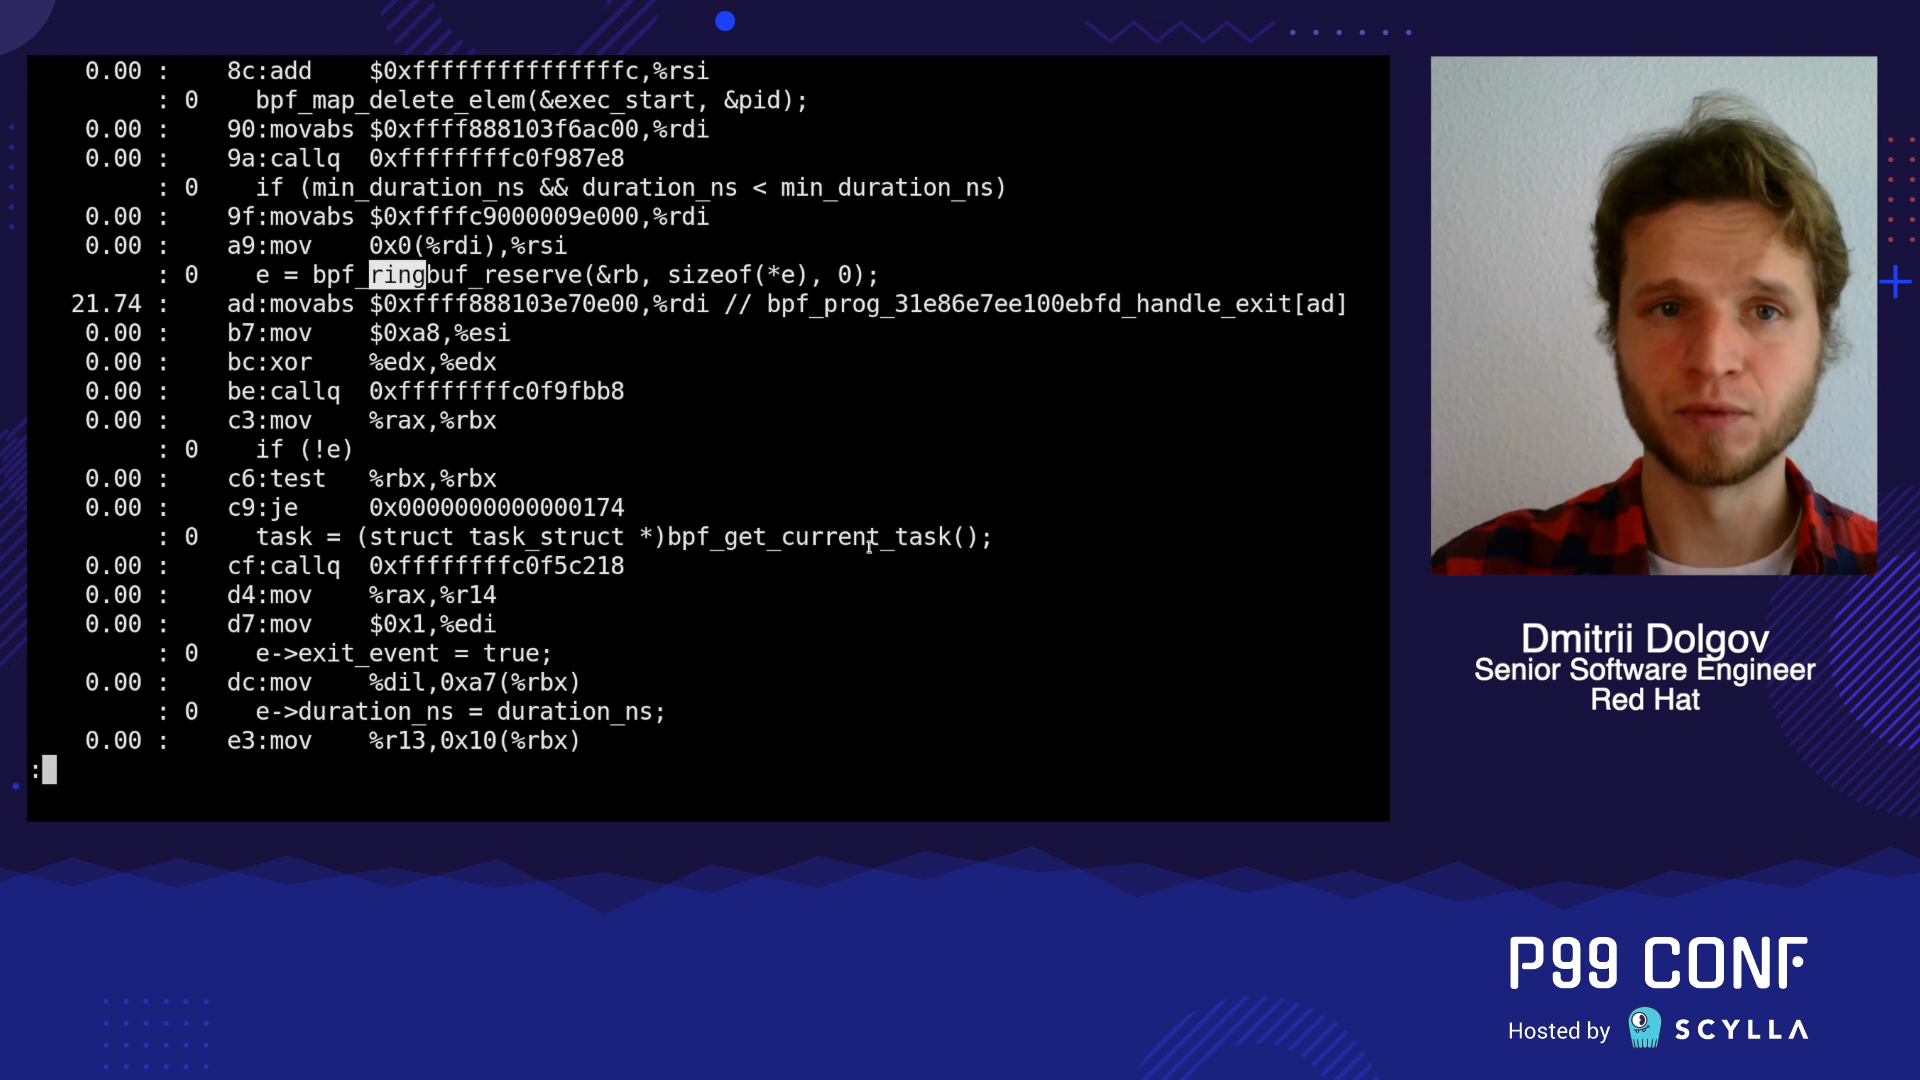 0.00 : 8c:add $0xfffffffffffffffc,%rsi
: 0 bpf_map_delete_elem(&exec_start, &pid);
0.00 : 90:movabs $0xffff888103f6ac00,%rdi
0.00 : 9a:callq 0xffffffffc0f987e8
: 0 if (min_duration_ns && duration_ns < min_duration_ns)
0.00 : 9f:movabs $0xffffc9000009e000,%rdi
0.00 : a9:mov 0x0(%rdi),%rsi
: 0 e = bpf_ringbuf_reserve(&rb, sizeof(*e), 0);
21.74 : ad:movabs $0xffff888103e70e00,%rdi // bpf_prog_31e86e7ee100ebfd_handle_exit[ad]
0.00 : b7:mov $0xa8,%esi
0.00 : bc:xor %edx,%edx
0.00 : be:callq 0xffffffffc0f9fbb8
0.00 : c3:mov %rax,%rbx
: 0 if (!e)
0.00 : c6:test %rbx,%rbx
0.00 : c9:je 0x0000000000000174
: 0 task = (struct task_struct *)bpf_get_current_task();
0.00 : cf:callq 0xffffffffc0f5c218
0.00 : d4:mov %rax,%r14
0.00 : d7:mov $0x1,%edi
: 0 e->exit_event = true;
0.00 : dc:mov %dil,0xa7(%rbx)
: 0 e->duration_ns = duration_ns;
0.00 : e3:mov %r13,0x10(%rbx)
:
Dmitrii Dolgov
Senior Software Engineer
Red Hat
P99 CONF
Hosted by SCYLLA